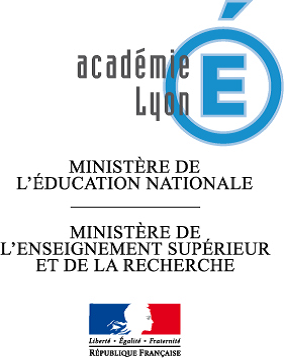 académie
Lyon
É
MINISTÈRE DE
L'ÉDUCATION NATIONALE
MINISTÈRE DE
L'ENSEIGNEMENT SUPÉRIEUR
ET DE LA RECHERCHE
Liberté • Égalité • Fraternité
RÉPUBLIQUE FRANÇAISE